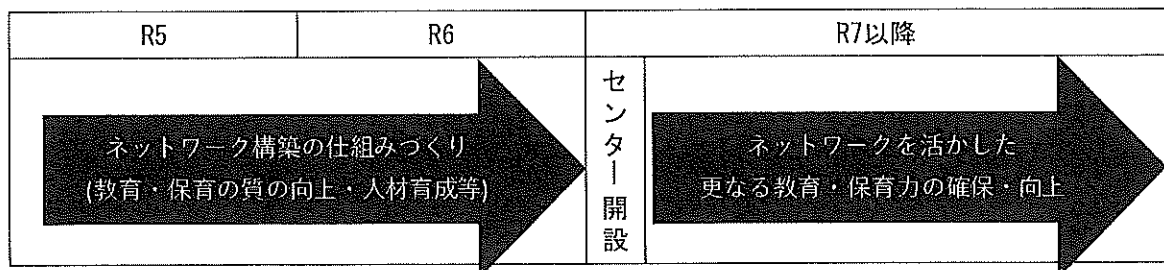 R5
R6
R7以降
ネットワーク構築の仕組みづくり
(教育・保育の質の向上・人材育成等)
センター開設
ネットワークを活かした
更なる教育・保育力の確保・向上